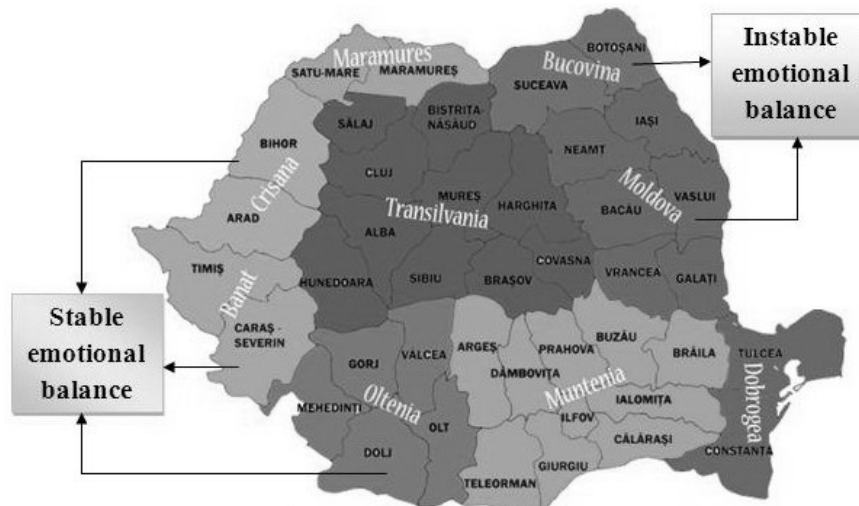 Maramures
SATU-MARE
MARAMUREȘ
BOTOȘANI
Bucovina
SUCEAVA
Instable
emotional
balance
SĂLAJ
BISTRITA-
NĂSĂUD
IAȘI
BIHOR
Crisana
CLUJ
NEAMT
MUREȘ
HARGHITA
Transilvania
Moldova
VASLUI
BACĂU
ARAD
ALBA
TIMIȘ
Banat
HUNEDOARA
SIBIU
BRAȘOV
COVASNA
VRANCEA
GALAȚI
Stable
emotional
balance
CARAȘ -
SEVERIN
GORJ
VÂLCEA
ARGEȘ
PRAHOVA
BUZĂU
BRĂILA
TULCEA
DÂMBOVIȚA
Muntenia
Dobrogea
MEHEDINȚI
Oltenia
IALOMIȚA
ILFOV
OLT
DOLJ
CĂLĂRAȘI
CONSTANȚA
GIURGIU
TELEORMAN